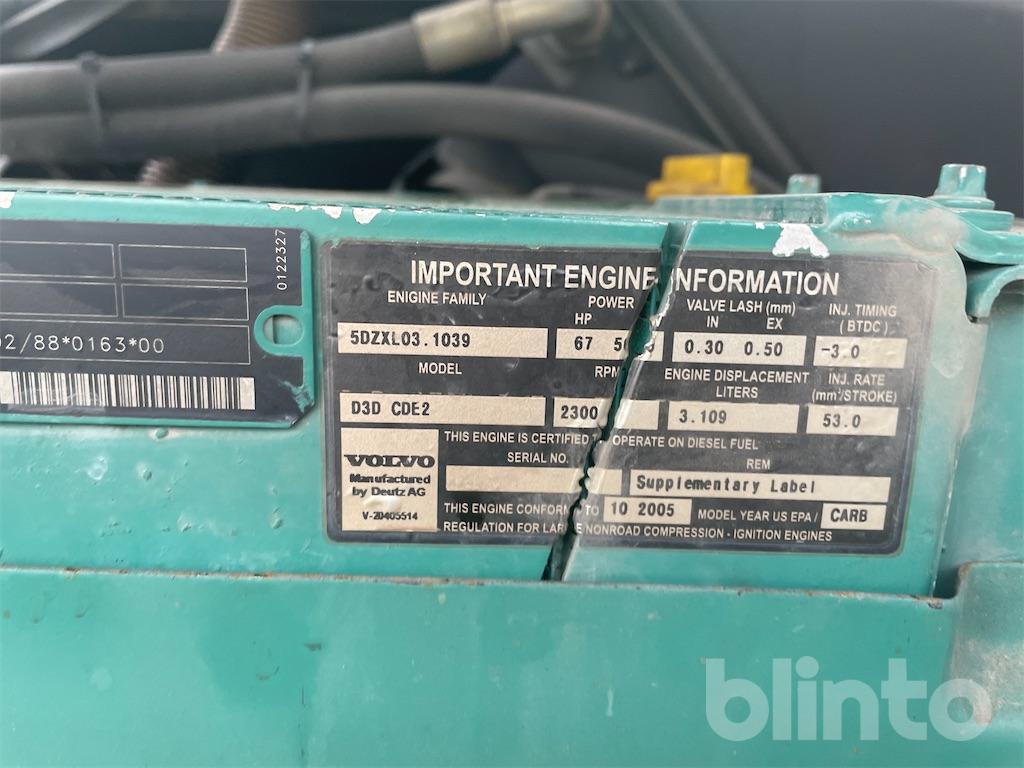 0122327
02/88*0163*00
IMPORTANT ENGINE INFORMATION
ENIGINE FAMILY POWER VALVE LASH (mm) INJ. TIMING
HP IN EX (BTDC)
5DZXL03.1039 67 0.30 0.50 -3.0
MODEL RPM ENGINE DISPLACEMENT INJ. RATE
LITERS (mm³/STROKE)
D3D CDE2 2300 3.109 53.0
THIS ENGINE IS CERTIFIED TO OPERATE ON DIESEL FUEL
SERIAL NO. REM
VOLVO
Manufactured
by Deutz AG
V-20405514
Supplementary Label
THIS ENGINE CONFORMS TO 10 2005 MODEL YEAR US EPA/ CARB
REGULATION FOR LARGE NONROAD COMPRESSION - IGNITION ENGINES
blinto